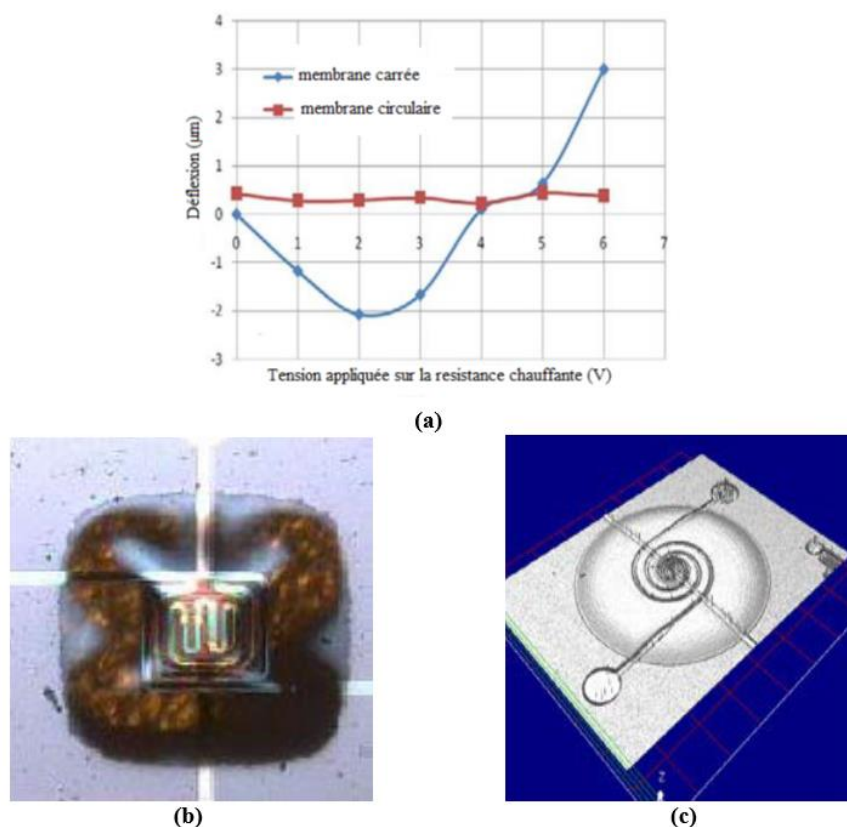 4
3
membrane carrée
2
membrane circulaire
1
Déflexion (µm)
0
0 1 2 3 4 5 6 7
-1
-2
-3
Tension appliquée sur la resistance chauffante (V)
(a)
Z
(b) (c)